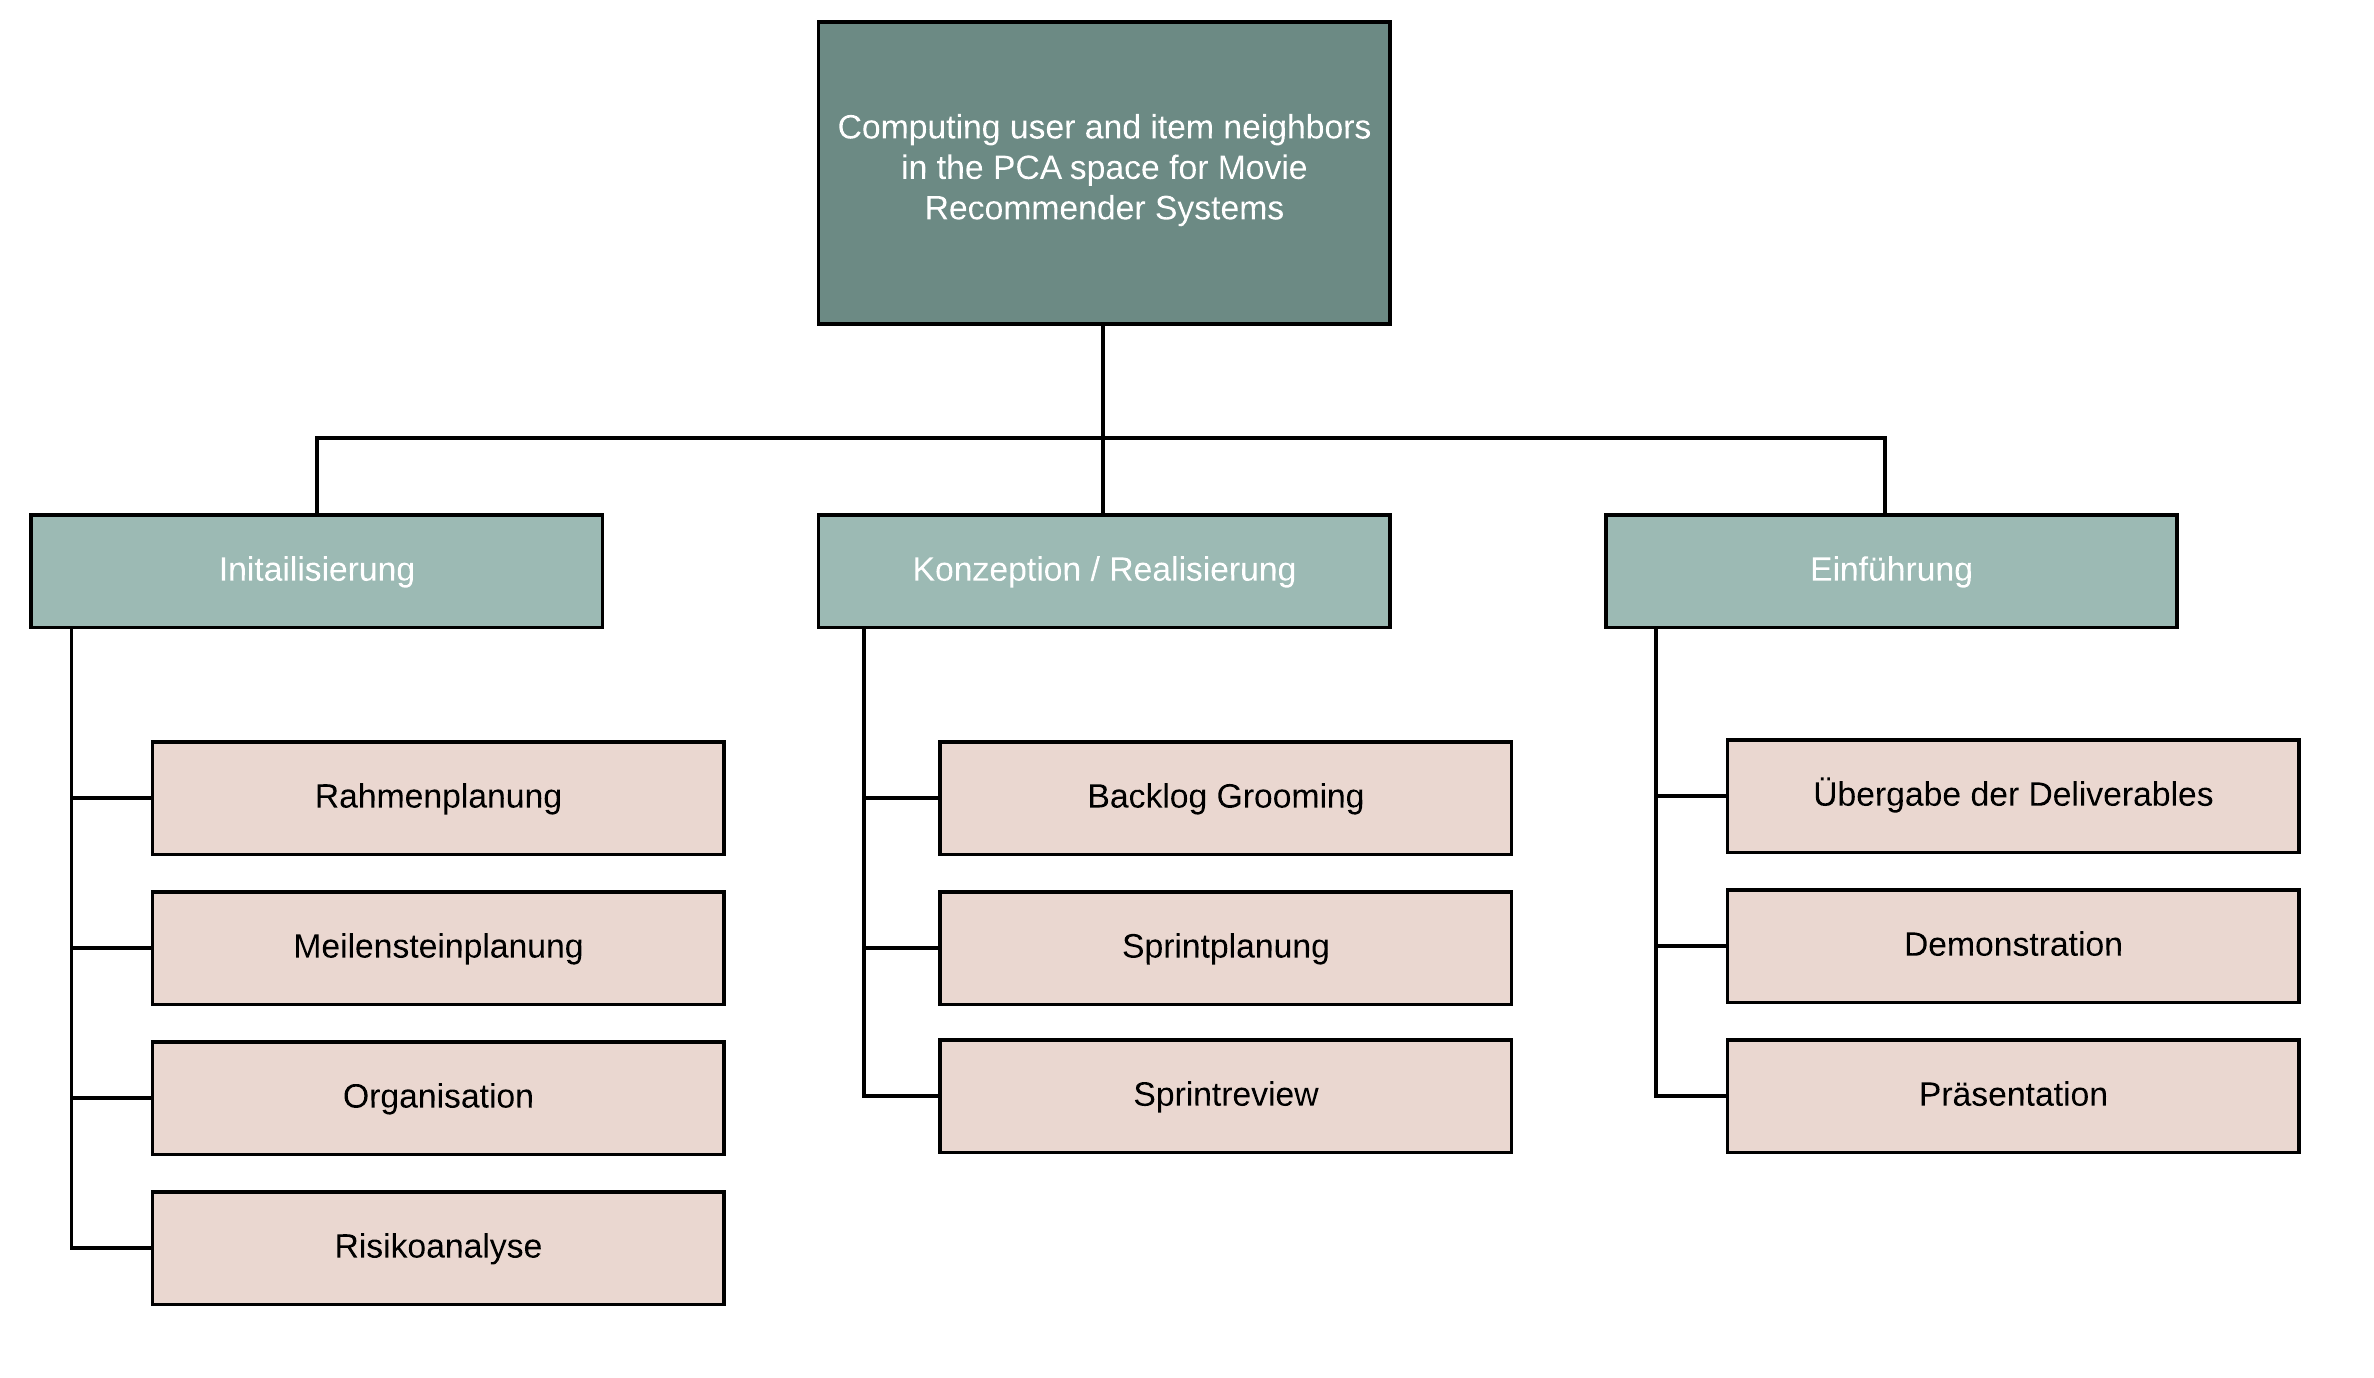 Computing user and item neighbors
in the PCA space for Movie
Recommender Systems
Initailisierung
Konzeption / Realisierung
Einführung
Rahmenplanung
Meilensteinplanung
Organisation
Risikoanalyse
Backlog Grooming
Sprintplanung
Sprintreview
Übergabe der Deliverables
Demonstration
Präsentation